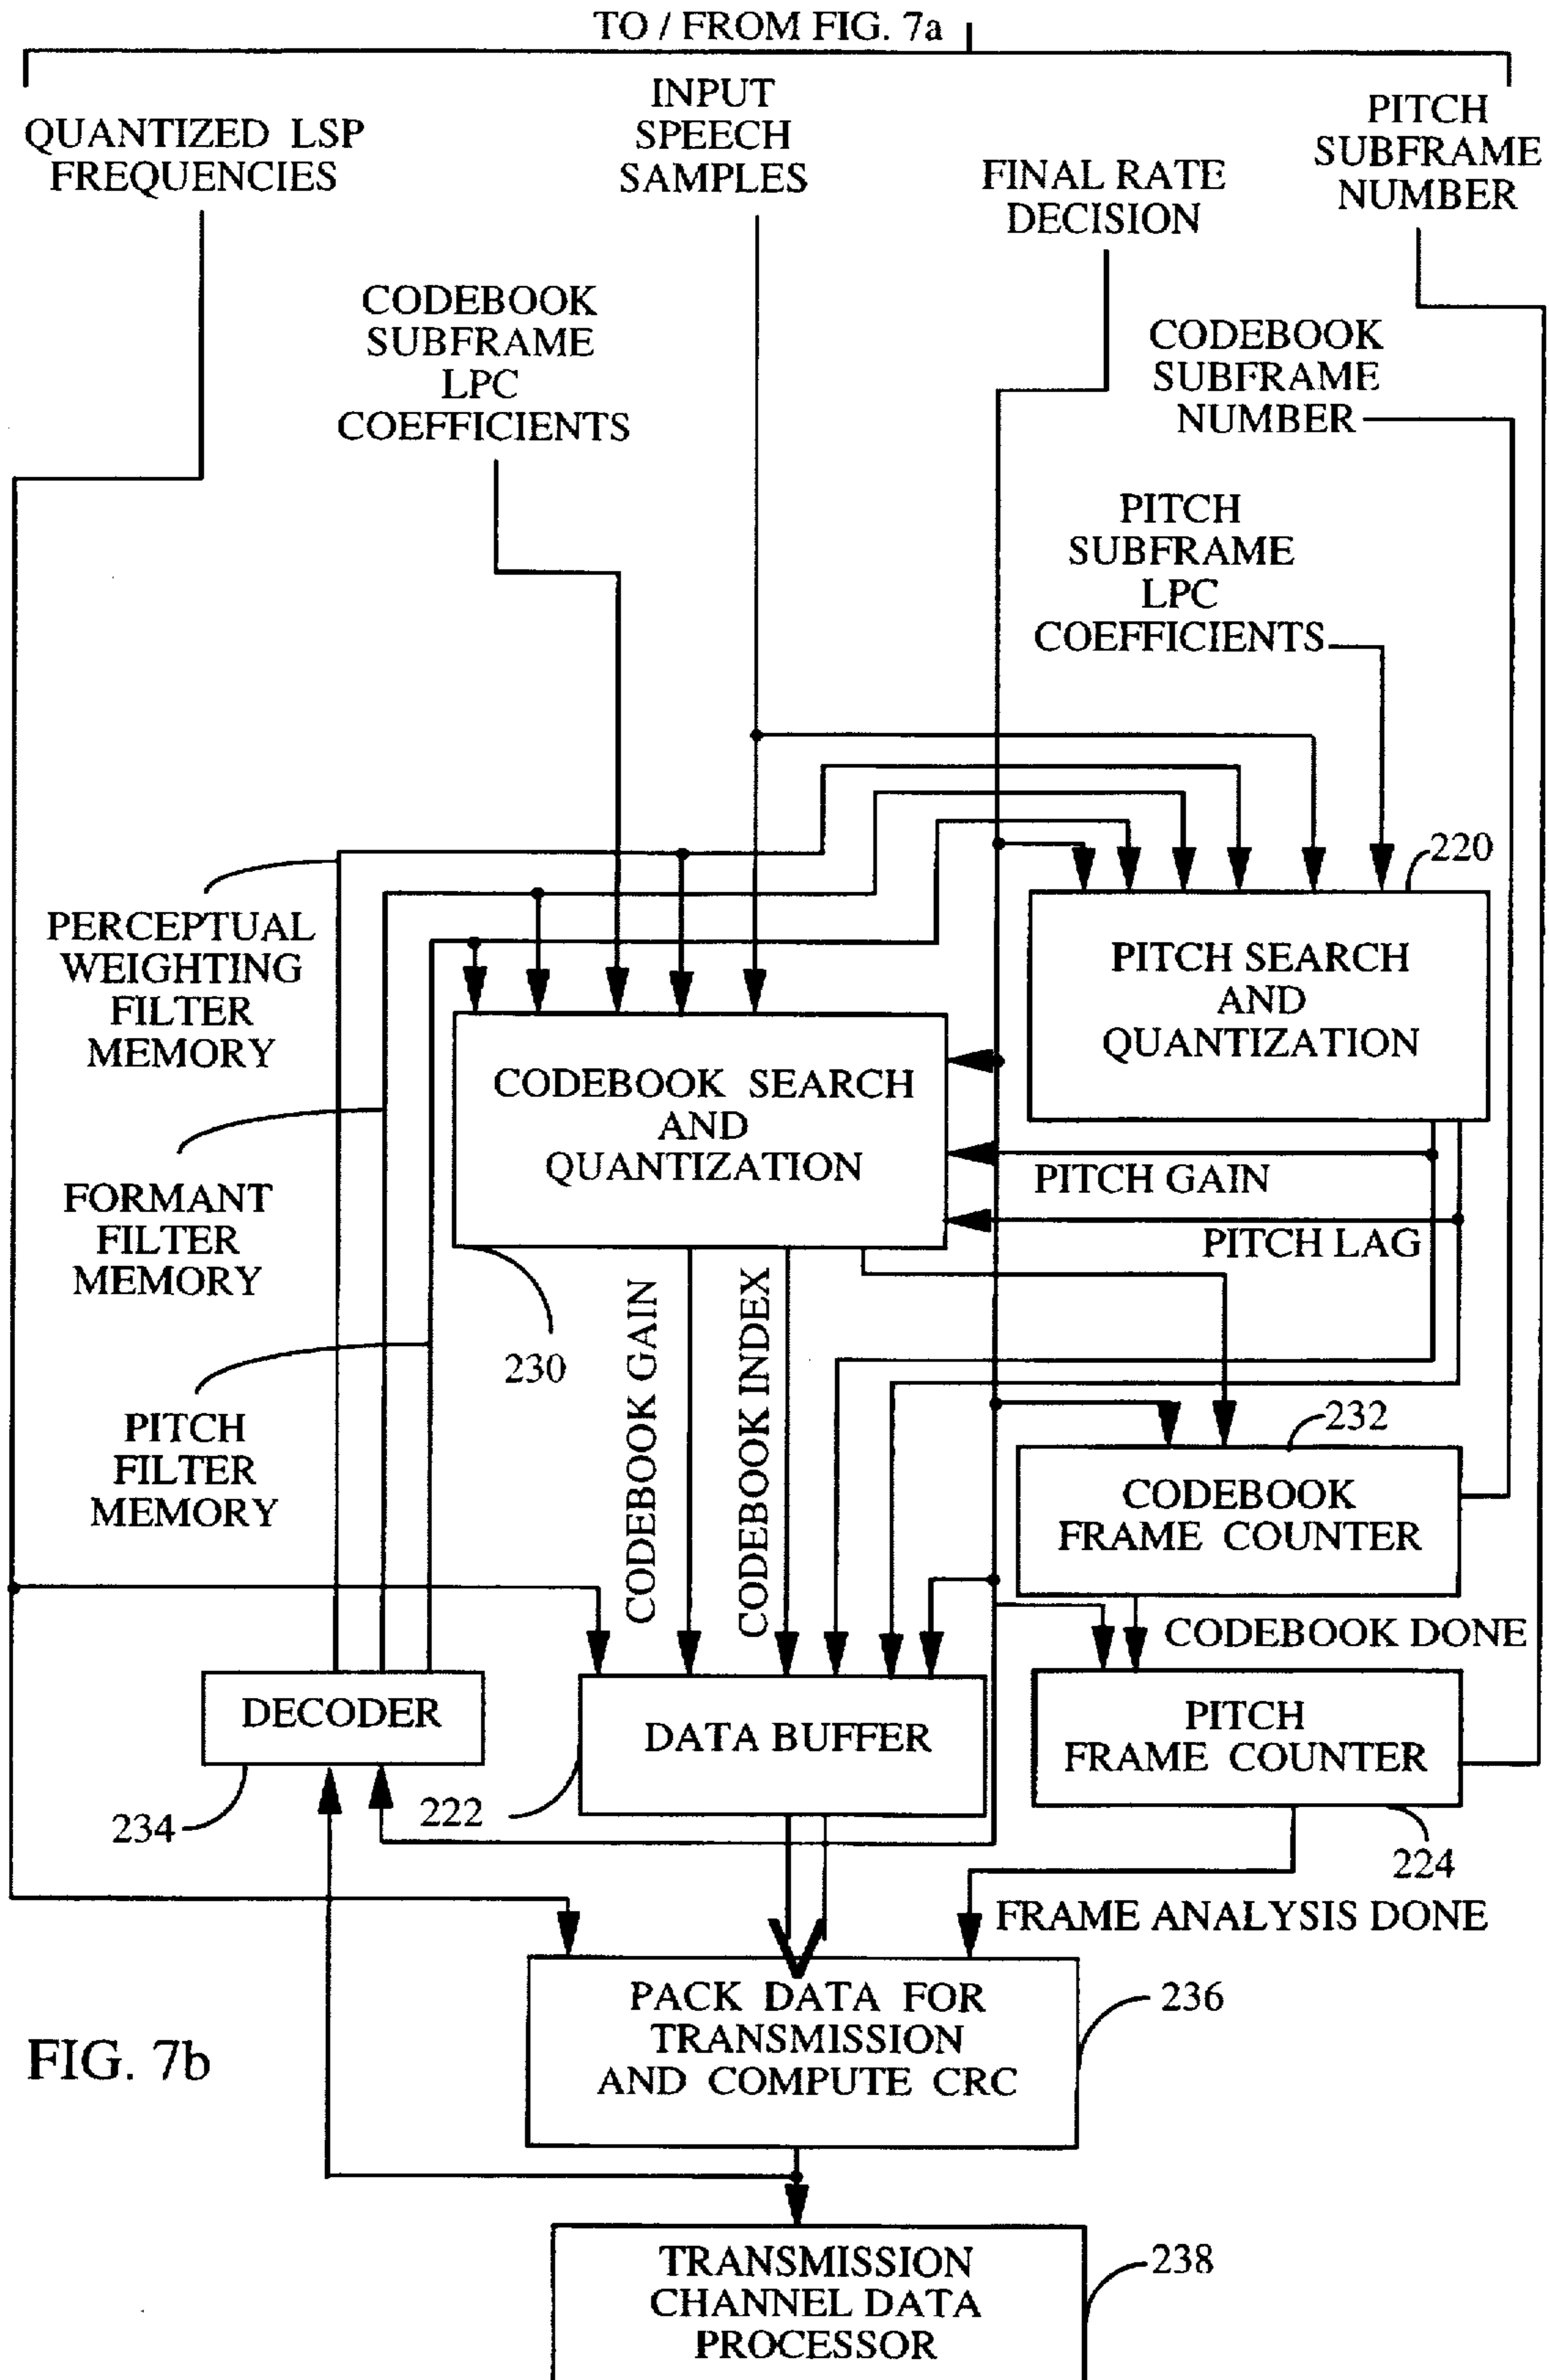 TO / FROM FIG. 7a
QUANTIZED LSP
FREQUENCIES
INPUT
SPEECH
SAMPLES
FINAL RATE
DECISION
PITCH
SUBFRAME
NUMBER
CODEBOOK
SUBFRAME
LPC
COEFFICIENTS
CODEBOOK
SUBFRAME
NUMBER
PITCH
SUBFRAME
LPC
COEFFICIENTS
220
PERCEPTUAL
WEIGHTING
FILTER
MEMORY
PITCH SEARCH
AND
QUANTIZATION
CODEBOOK SEARCH
AND
QUANTIZATION
PITCH GAIN
PITCH LAG
FORMANT
FILTER
MEMORY
230
CODEBOOK GAIN
CODEBOOK INDEX
PITCH
FILTER
MEMORY
232
CODEBOOK
FRAME COUNTER
CODEBOOK DONE
DECODER
DATA BUFFER
PITCH
FRAME COUNTER
234
222
224
FRAME ANALYSIS DONE
PACK DATA FOR
TRANSMISSION
AND COMPUTE CRC
236
FIG. 7b
TRANSMISSION
CHANNEL DATA
PROCESSOR
238